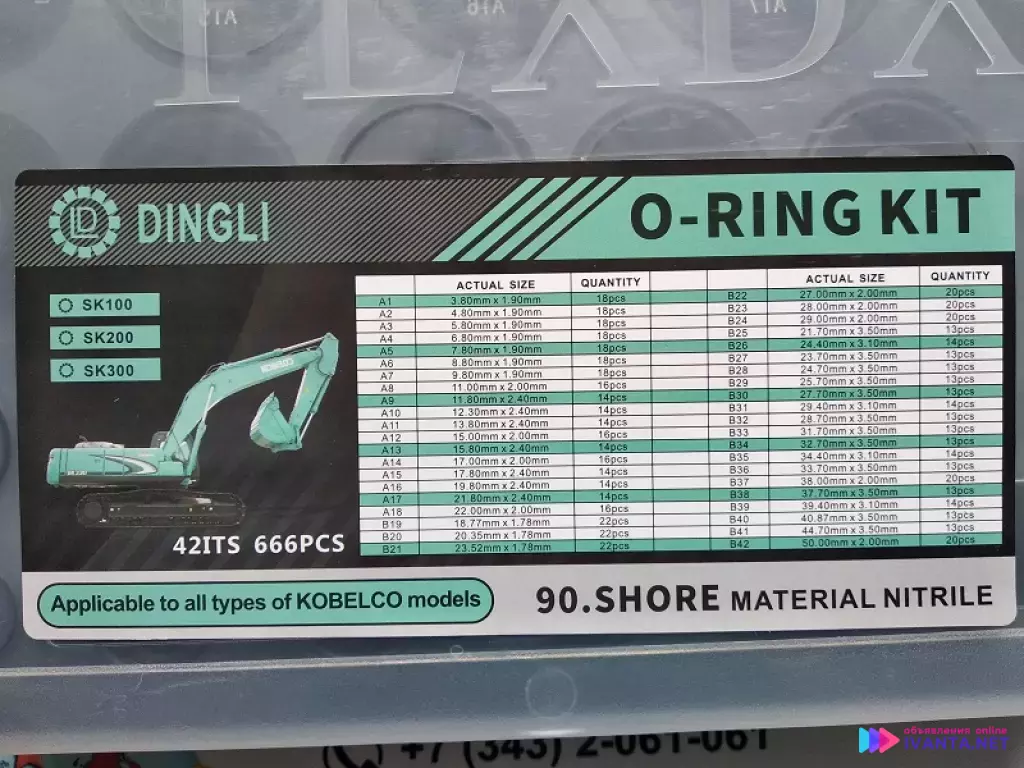 DINGLI
O-RING KIT
SK100
SK200
SK300
ACTUAL SIZE QUANTITY ACTUAL SIZE QUANTITY
A1 3.80mm x 1.90mm 18pcs B22 27.00mm x 2.00mm 20pcs
A2 4.80mm x 1.90mm 18pcs B23 28.00mm x 2.00mm 20pcs
A3 5.80mm x 1.90mm 18pcs B24 29.00mm x 2.00mm 20pcs
A4 6.80mm x 1.90mm 18pcs B25 21.70mm x 3.50mm 13pcs
A5 7.80mm x 1.90mm 18pcs B26 24.40mm x 3.10mm 14pcs
A6 8.80mm x 1.90mm 18pcs B27 23.70mm x 3.50mm 13pcs
A7 9.80mm x 1.90mm 18pcs B28 24.70mm x 3.50mm 13pcs
A8 11.00mm x 2.00mm 16pcs B29 25.70mm x 3.50mm 13pcs
A9 11.80mm x 2.40mm 14pcs B30 27.70mm x 3.50mm 13pcs
A10 12.30mm x 2.40mm 14pcs B31 29.40mm x 3.10mm 14pcs
A11 13.80mm x 2.40mm 14pcs B32 28.70mm x 3.50mm 13pcs
A12 15.00mm x 2.00mm 16pcs B33 31.70mm x 3.50mm 13pcs
A13 15.80mm x 2.40mm 14pcs B34 32.70mm x 3.50mm 13pcs
A14 17.00mm x 2.00mm 16pcs B35 34.40mm x 3.10mm 14pcs
A15 17.80mm x 2.40mm 14pcs B36 33.70mm x 3.50mm 13pcs
A16 19.80mm x 2.40mm 14pcs B37 38.00mm x 2.00mm 20pcs
A17 21.80mm x 2.40mm 14pcs B38 37.70mm x 3.50mm 13pcs
A18 22.00mm x 2.00mm 16pcs B39 39.40mm x 3.10mm 14pcs
B19 18.77mm x 1.78mm 22pcs B40 40.87mm x 3.50mm 13pcs
B20 20.35mm x 1.78mm 22pcs B41 44.70mm x 3.50mm 13pcs
B21 23.52mm x 1.78mm 22pcs B42 50.00mm x 2.00mm 20pcs
KOBELCO
42ITS 666PCS
Applicable to all types of KOBELCO models
90.SHORE MATERIAL NITRILE
+7 (343) 2-061-061
объявления online
IVANTA.NET